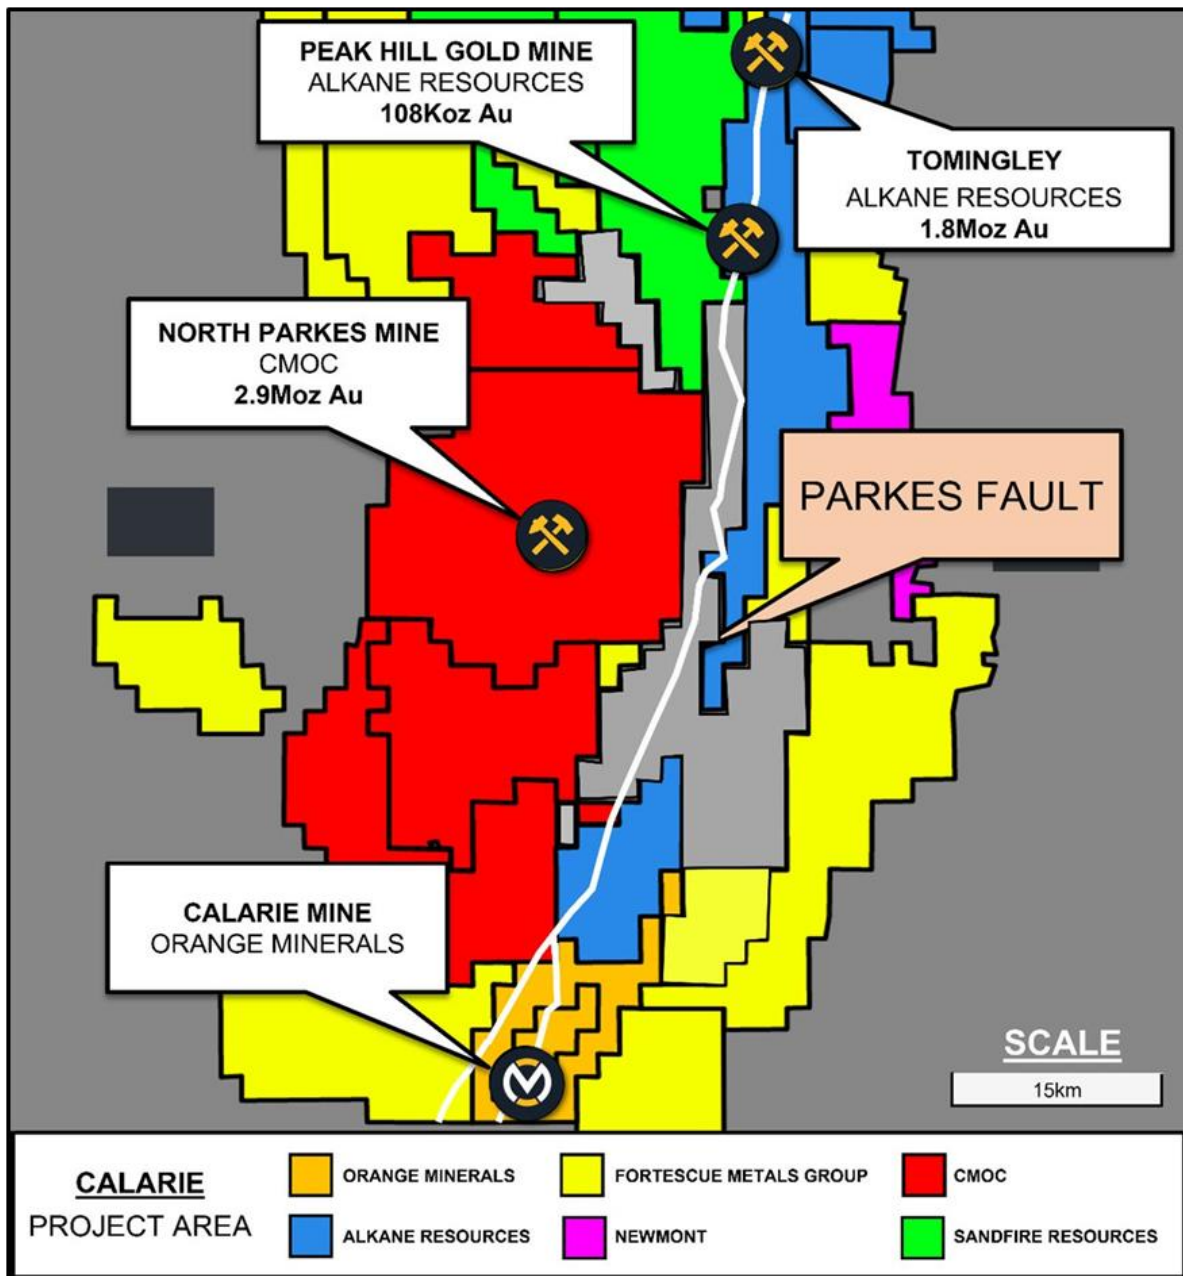 PEAK HILL GOLD MINE
ALKANE RESOURCES
108Koz Au
TOMINGLEY
ALKANE RESOURCES
1.8Moz Au
NORTH PARKES MINE
CMOC
2.9Moz Au
PARKES FAULT
CALARIE MINE
ORANGE MINERALS
SCALE
15km
CALARIE
PROJECT AREA
ORANGE MINERALS
FORTESCUE METALS GROUP
CMOC
ALKANE RESOURCES
NEWMONT
SANDFIRE RESOURCES